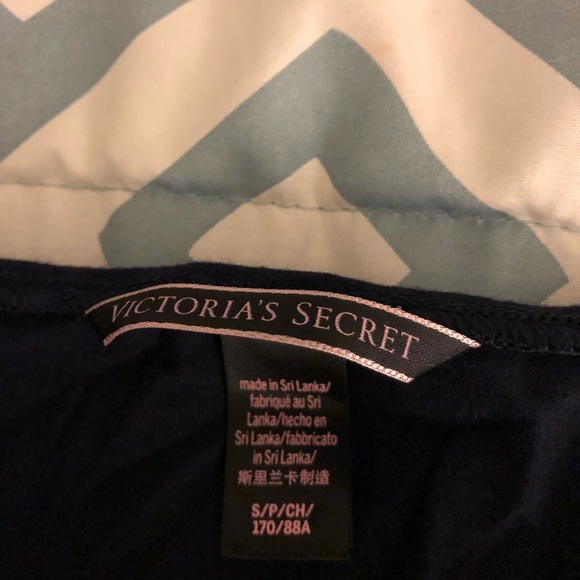 VICTORIA'S SECRET
made in Sri Lanka/
fabriqué au Sri
Lanka/hecho en
Sri Lanka/fabbricato
in Sri Lanka/
斯里兰卡制造
S/P/CH/
170/88A